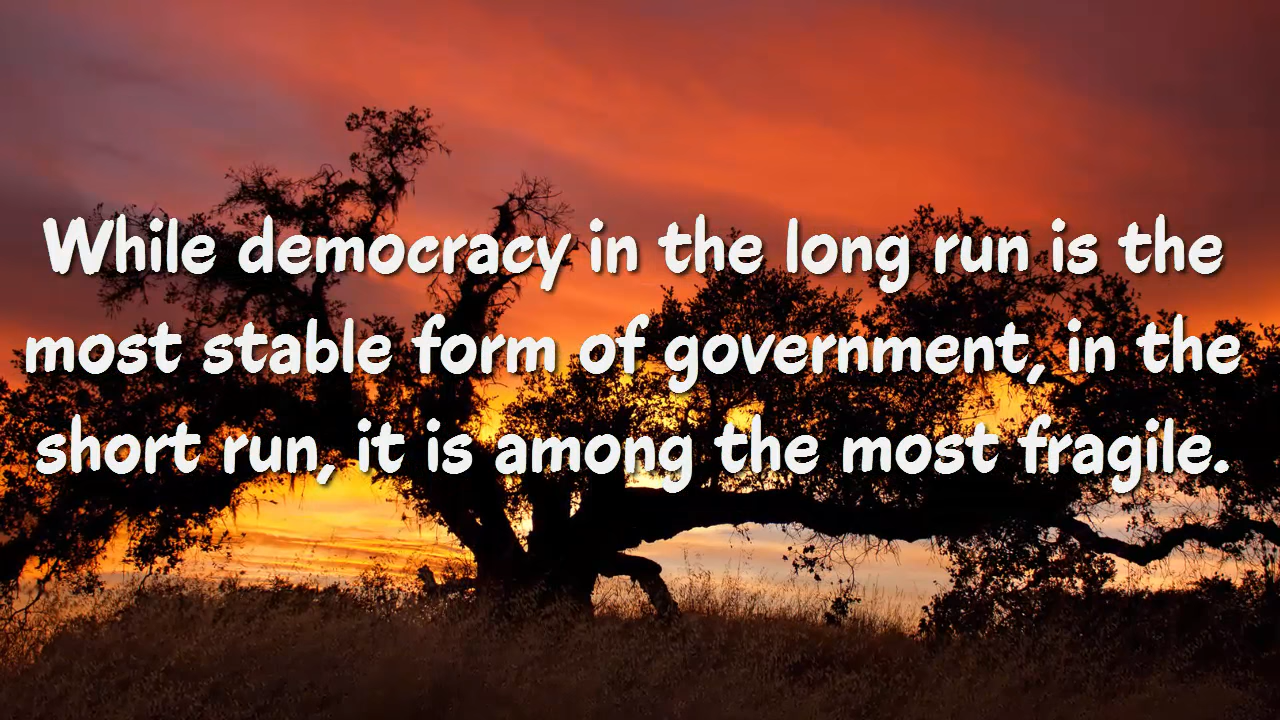 While democracy in the long run is the
most stable form of government, in the
short run, it is among the most fragile.